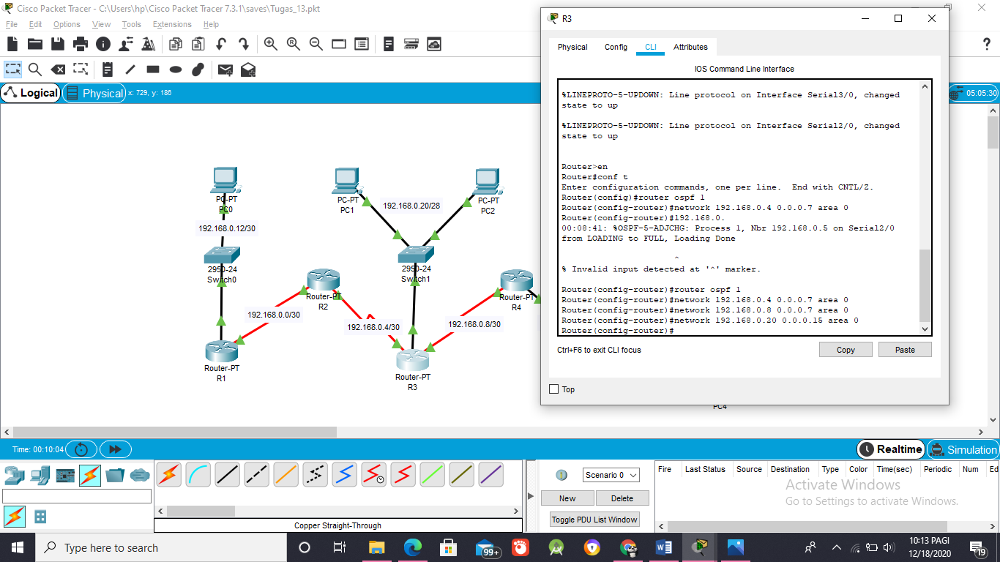 Cisco Packet Tracer - C:\Users\hp\Cisco Packet Tracer 7.3.1\saves\Tugas_13.pkt
File Edit Options View Tools Extensions Help
Logical Physical x: 729, y: 186
05:05:30
PC-PT
PC0
192.168.0.12/30
2950-24
Switch0
Router-PT
R1
192.168.0.0/30
Router-PT
R2
192.168.0.4/30
PC-PT
PC1
192.168.0.20/28
PC-PT
PC2
2950-24
Switch1
Router-PT
R3
192.168.0.8/30
Router-PT
R4
PC4
R3
Physical Config CLI Attributes
IOS Command Line Interface
%LINEPROTO-5-UPDOWN: Line protocol on Interface Serial3/0, changed
state to up
%LINEPROTO-5-UPDOWN: Line protocol on Interface Serial2/0, changed
state to up
Router>en
Router#conf t
Enter configuration commands, one per line.  End with CNTL/Z.
Router(config)#router ospf 1
Router(config-router)#network 192.168.0.4 0.0.0.7 area 0
Router(config-router)#192.168.0.
00:08:41: %OSPF-5-ADJCHG: Process 1, Nbr 192.168.0.5 on Serial2/0
from LOADING to FULL, Loading Done
^
% Invalid input detected at '^' marker.
Router(config-router)#router ospf 1
Router(config-router)#network 192.168.0.4 0.0.0.7 area 0
Router(config-router)#network 192.168.0.8 0.0.0.7 area 0
Router(config-router)#network 192.168.0.20 0.0.0.15 area 0
Router(config-router)#
Ctrl+F6 to exit CLI focus
Copy Paste
Top
Time: 00:10:04
Realtime Simulation
Copper Straight-Through
Scenario 0
New Delete
Toggle PDU List Window
Fire Last Status Source Destination Type Color Time(sec) Periodic Num Ed
Activate Windows
Go to Settings to activate Windows.
Type here to search
99+
10:13 PAGI
12/18/2020
19